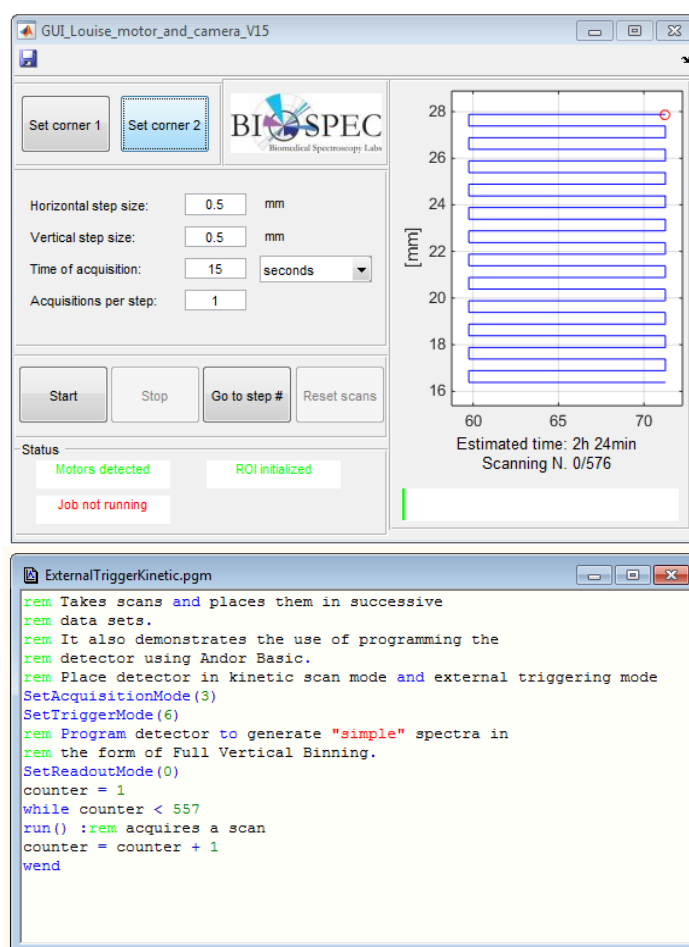 GUI_Louise_motor_and_camera_V15
Set corner 1
Set corner 2
BIOSPEC
Biomedical Spectroscopy Labs
Horizontal step size: 0.5 mm
Vertical step size: 0.5 mm
Time of acquisition: 15 seconds
Acquisitions per step: 1
Start
Stop
Go to step #
Reset scans
Status
Motors detected
ROI initialized
Job not running
[mm]
28
26
24
22
20
18
16
60 65 70
Estimated time: 2h 24min
Scanning N. 0/576
ExternalTriggerKinetic.pgm
rem Takes scans and places them in successive
rem data sets.
rem It also demonstrates the use of programming the
rem detector using Andor Basic.
rem Place detector in kinetic scan mode and external triggering mode
SetAcquisitionMode(3)
SetTriggerMode(6)
rem Program detector to generate "simple" spectra in
rem the form of Full Vertical Binning.
SetReadoutMode(0)
counter = 1
while counter < 557
run() :rem acquires a scan
counter = counter + 1
wend